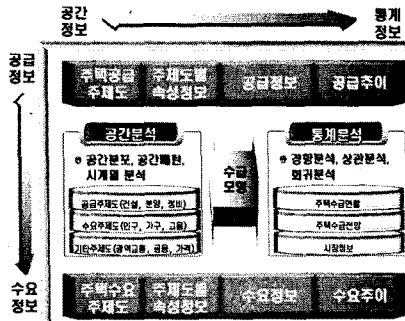 공간
정보
통계
정보
공급
정보
주택공급
주제도
주제도별
속성정보
공급정보
공급추이
공간분석
공간분포, 공간패턴,
시계열 분석
공급주제도(건설, 분양, 정비)
수요주제도(인구, 가구, 고용)
기타주제도(광역교통, 금융, 가격)
수급
모형
통계분석
경향분석, 상관분석,
회귀분석
주택수급현황
주택수급전망
시장정보
수요
정보
주택수요
주제도
주제도별
속성정보
수요정보
수요추이